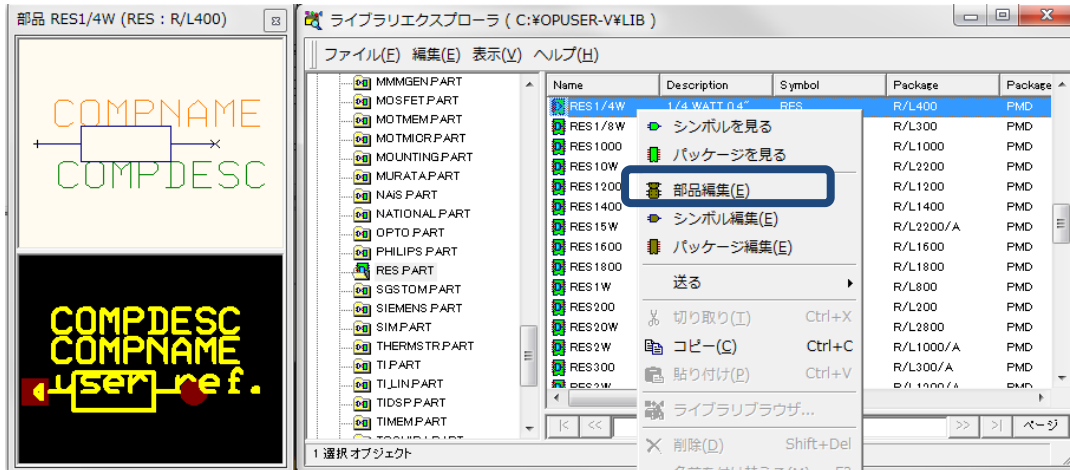 部品 RES1/4W (RES : R/L400)
COMPNAME
COMPDESC
COMPDESC
COMPNAME
user ref.
ライブラリエクスプローラ ( C:¥OPUSER-V¥LIB )
ファイル(F) 編集(E) 表示(V) ヘルプ(H)
MMMGEN.PART
MOSFET.PART
MOTMEM.PART
MOTMICR.PART
MOUNTING.PART
MURATA.PART
NAiS.PART
NATIONAL.PART
OPTO.PART
PHILIPS.PART
RES.PART
SGSTOM.PART
SIEMENS.PART
SIM.PART
THERMSTR.PART
TI.PART
TI_LIN.PART
TIDSP.PART
TIMEM.PART
Name Description Symbol Package Package
RES1/4W 1/4 WATT 0.4" RES R/L400 PMD
RES1/8W R/L300 PMD
RES1000 R/L1000 PMD
RES10W R/L2200 PMD
RES1200 R/L1200 PMD
RES1400 R/L1400 PMD
RES15W R/L2200/A PMD
RES1600 R/L1600 PMD
RES1800 R/L1800 PMD
RES1W R/L800 PMD
RES200 R/L200 PMD
RES20W R/L2800 PMD
RES2W R/L1000/A PMD
RES300 R/L300/A PMD
RES3W R/L1200/A PMD
シンボルを見る
パッケージを見る
部品編集(E)
シンボル編集(E)
パッケージ編集(E)
送る
切り取り(T) Ctrl+X
コピー(C) Ctrl+C
貼り付け(P) Ctrl+V
ライブラリブラウザ...
削除(D) Shift+Del
|< << >> >| ページ
1 選択オブジェクト